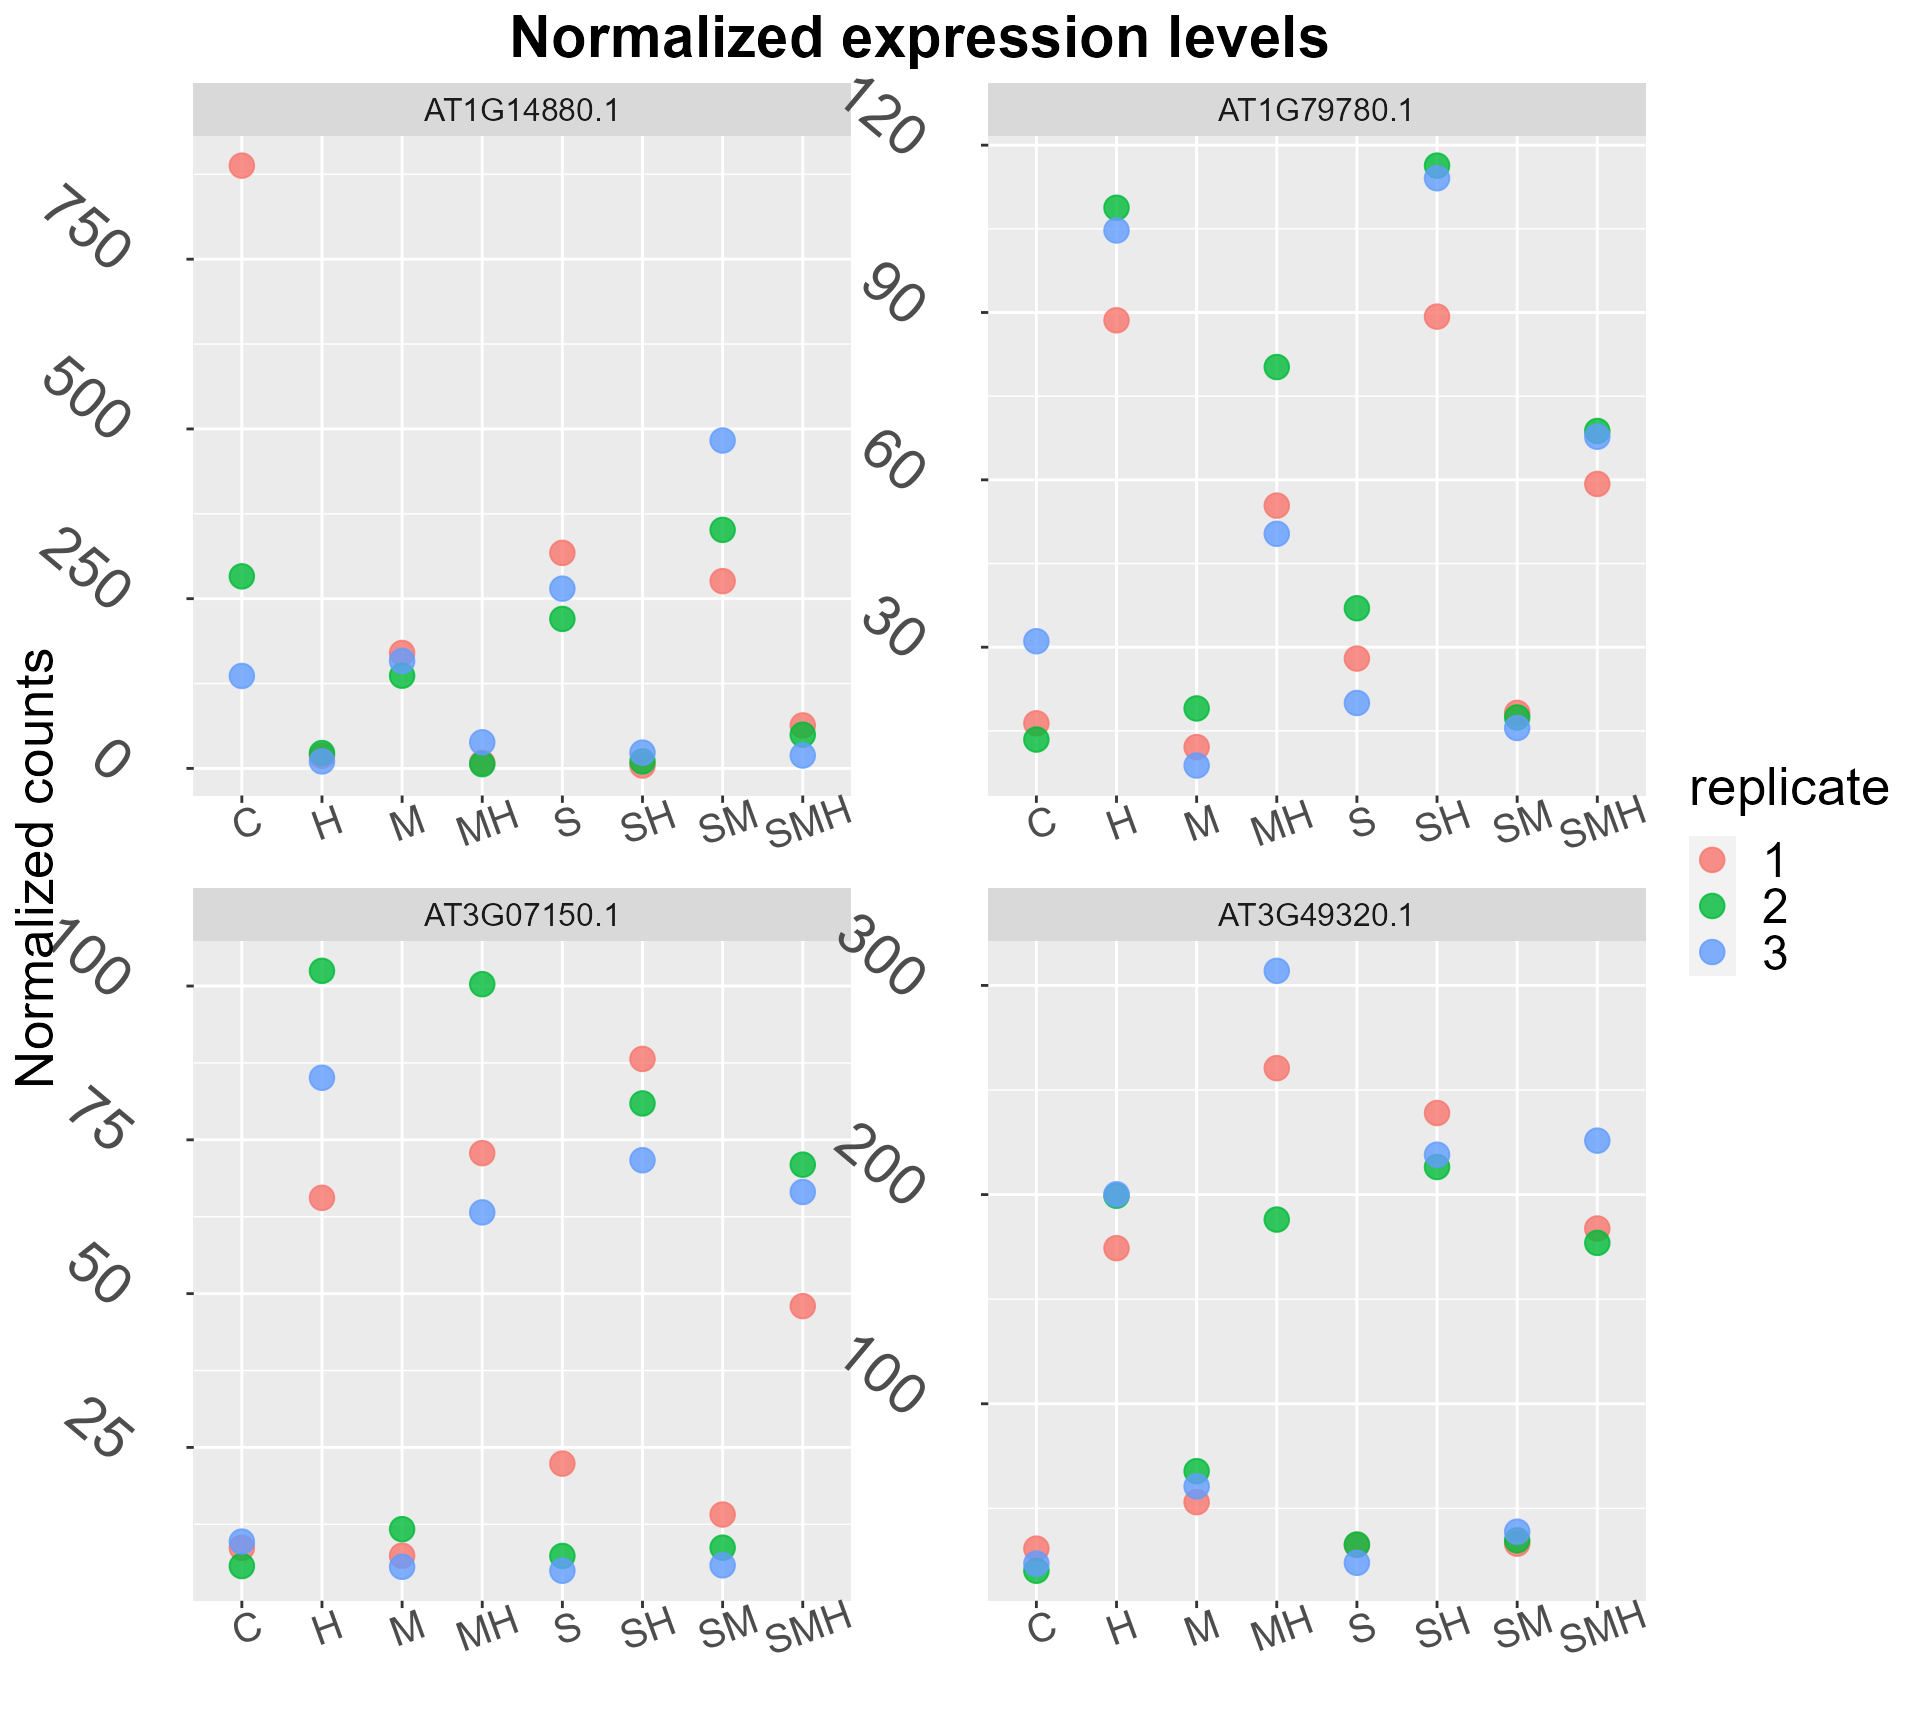 Normalized expression levels
AT1G14880.1
AT1G79780.1
750
500
250
0
120
90
60
30
C H M MH S SH SM SMH
C H M MH S SH SM SMH
Normalized counts
AT3G07150.1
AT3G49320.1
100
75
50
25
300
200
100
C H M MH S SH SM SMH
C H M MH S SH SM SMH
replicate
1
2
3